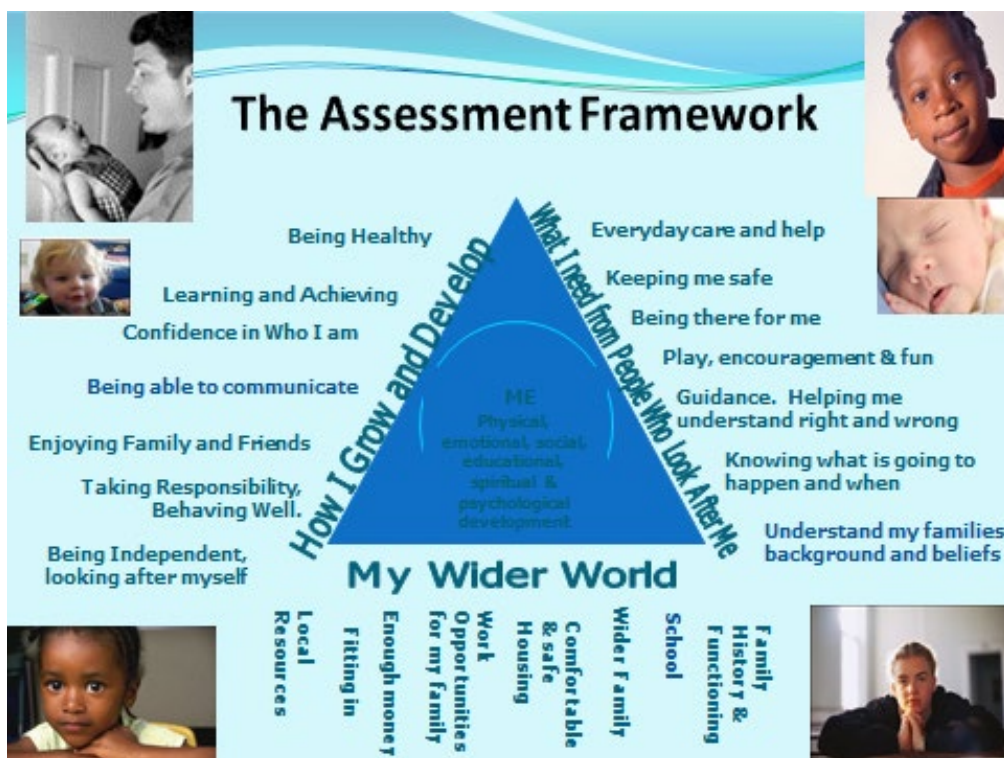 The Assessment Framework
Being Healthy
Learning and Achieving
Confidence in Who I am
Being able to communicate
Enjoying Family and Friends
Taking Responsibility,
Behaving Well.
Being Independent,
looking after myself
How I Grow and Develop
ME
Physical,
emotional, social,
educational,
spiritual &
psychological
development
What I need from People Who Look After Me
Everyday care and help
Keeping me safe
Being there for me
Play, encouragement & fun
Guidance. Helping me
understand right and wrong
Knowing what is going to
happen and when
Understand my families
background and beliefs
My Wider World
Local
Resources
Fitting in
Enough money
Work
Opportunities
for my family
Comfortable
& safe
Housing
Wider Family
School
Family
History &
Functioning